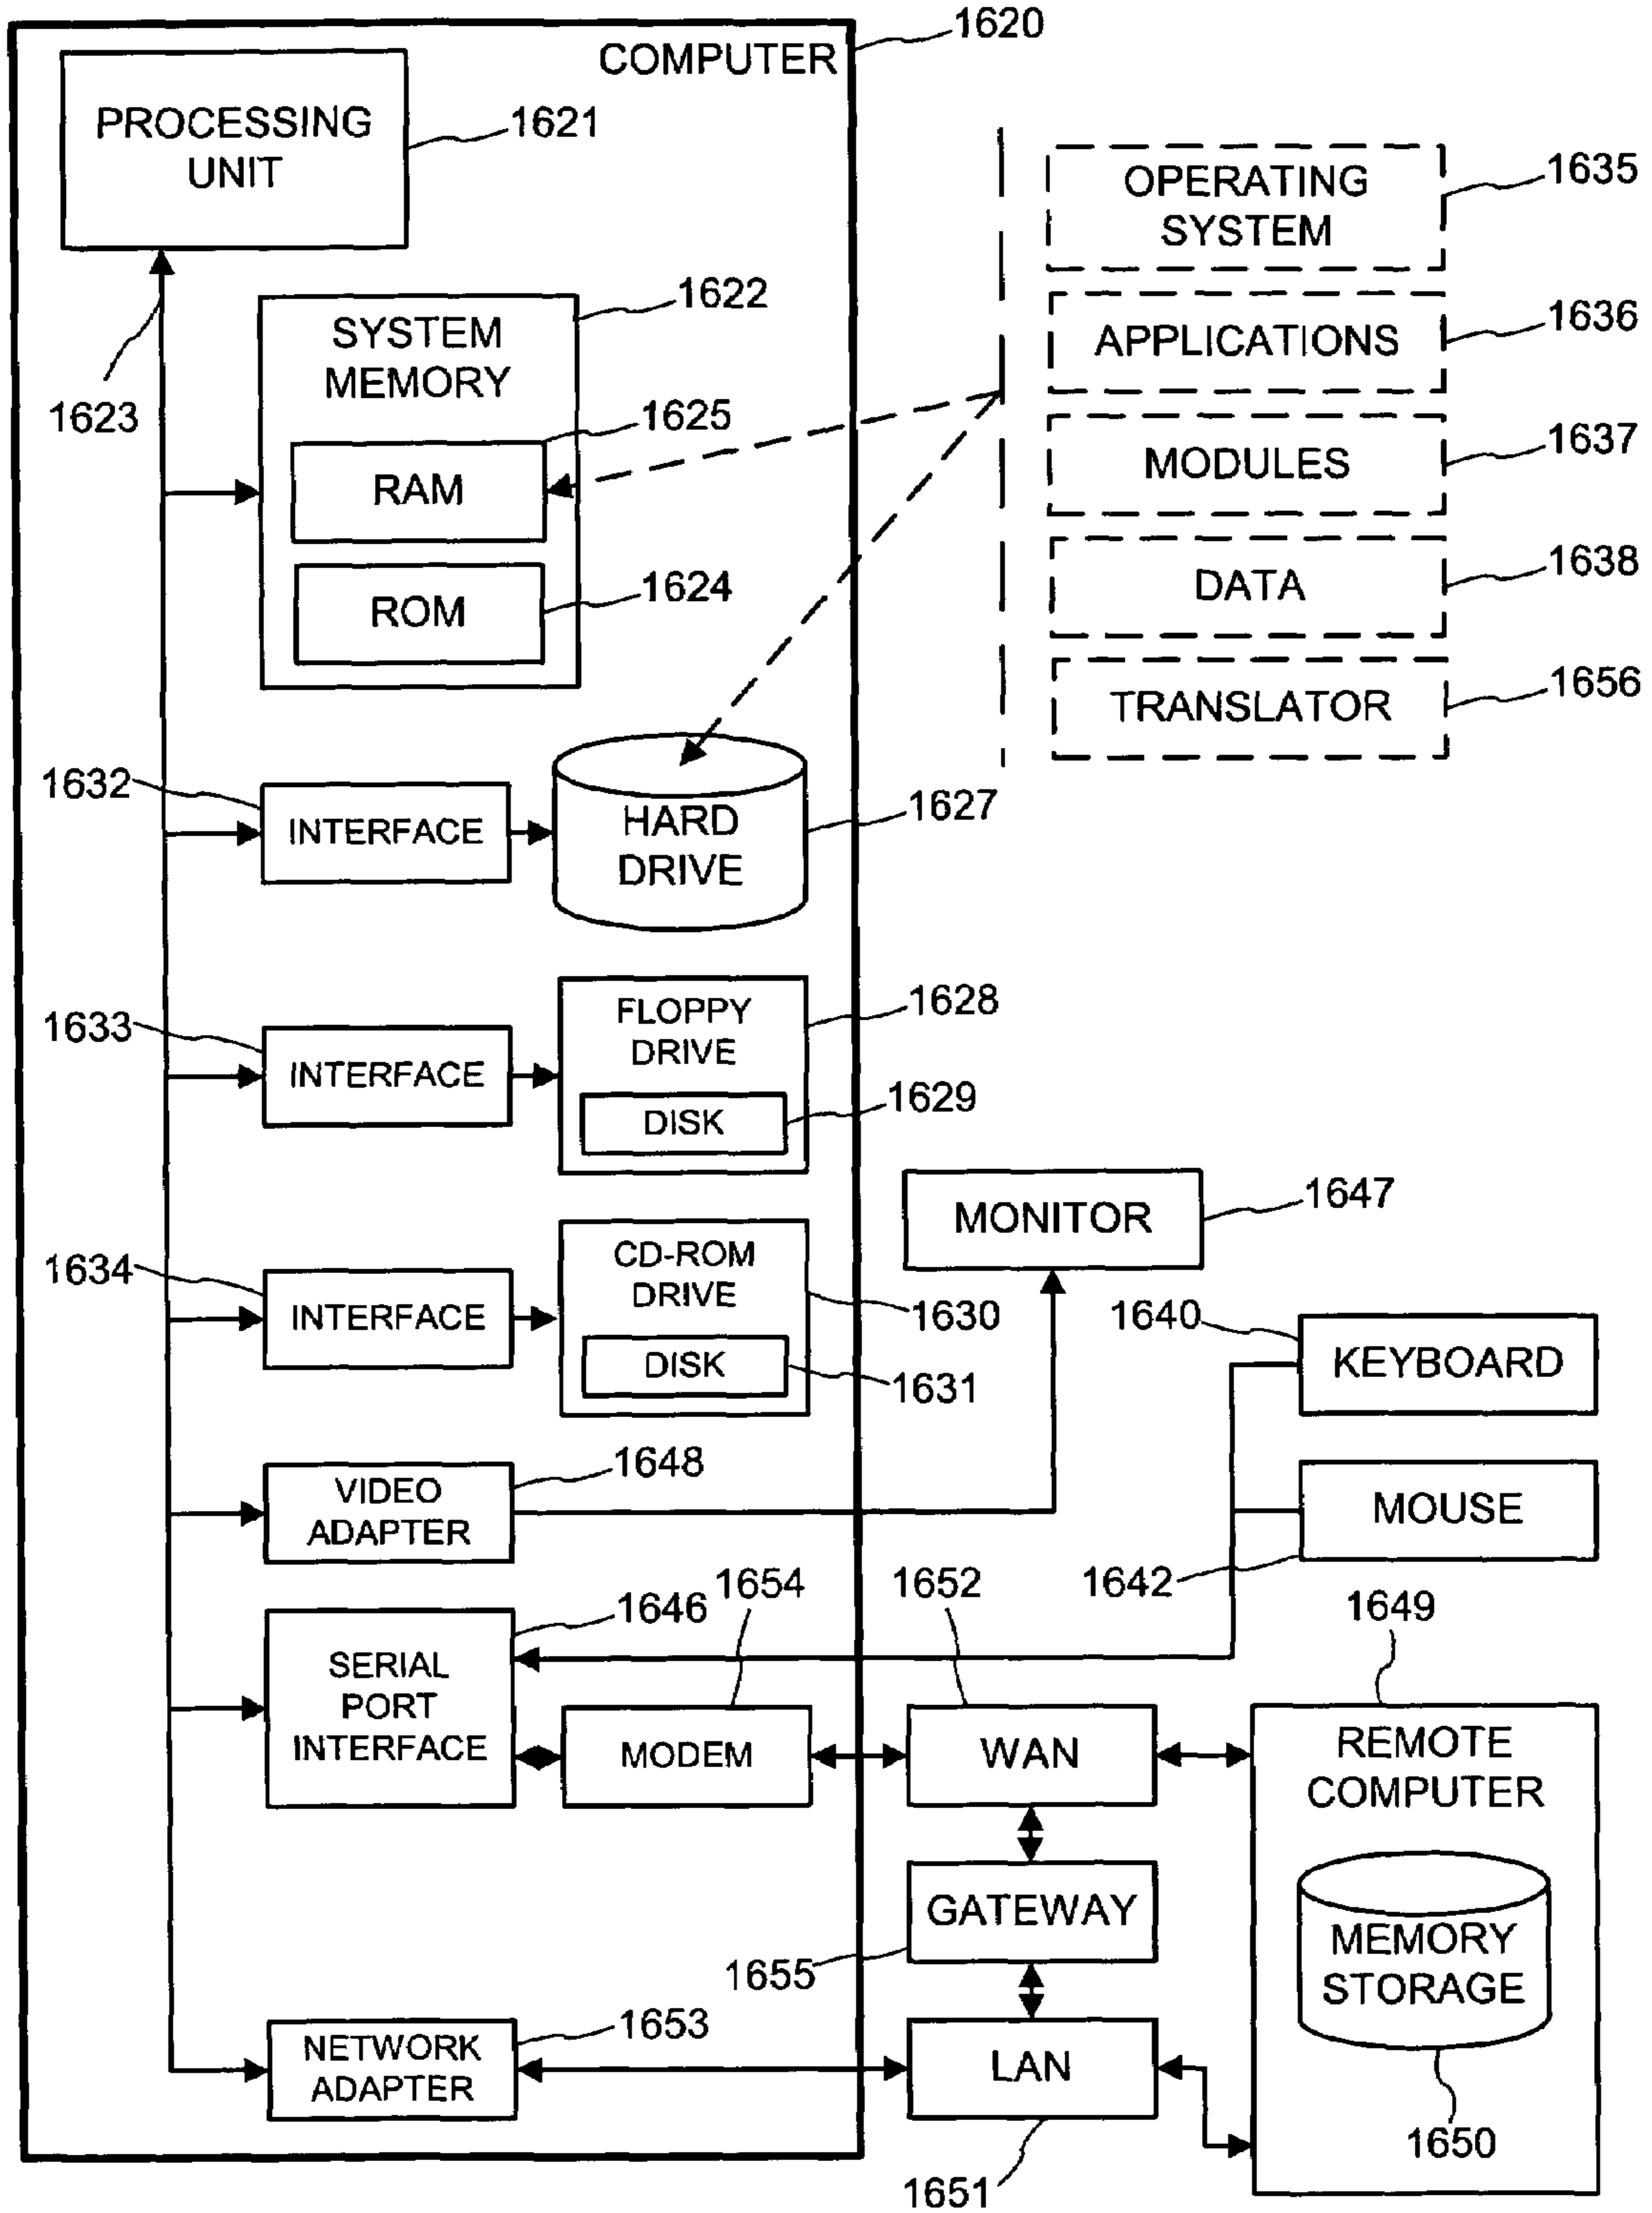 1620
COMPUTER
PROCESSING
UNIT
1621
1623
1622
SYSTEM
MEMORY
1625
RAM
1624
ROM
OPERATING
SYSTEM
1635
APPLICATIONS
1636
MODULES
1637
DATA
1638
TRANSLATOR
1656
1632
INTERFACE
HARD
DRIVE
1627
1633
INTERFACE
FLOPPY
DRIVE
1628
DISK
1629
1634
INTERFACE
CD-ROM
DRIVE
1630
DISK
1631
MONITOR
1647
1640
KEYBOARD
MOUSE
1642
VIDEO
ADAPTER
1648
1646
SERIAL
PORT
INTERFACE
1654
MODEM
1652
WAN
1649
REMOTE
COMPUTER
GATEWAY
1655
MEMORY
STORAGE
1650
1653
NETWORK
ADAPTER
LAN
1651